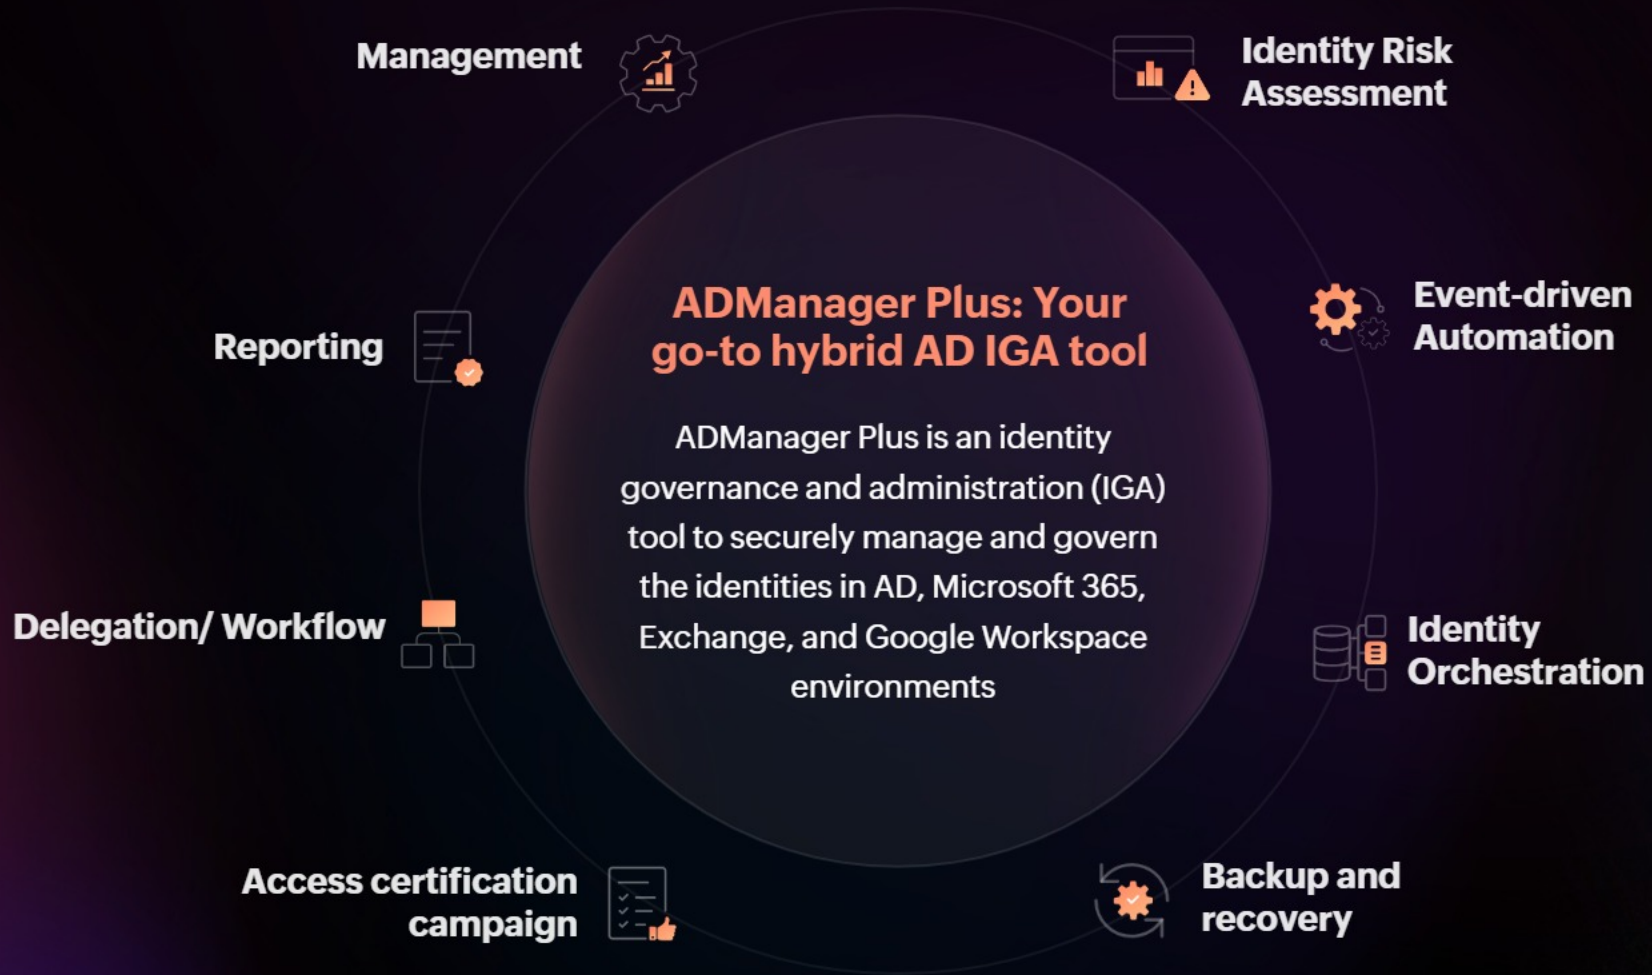 Management
Identity Risk
Assessment
Reporting
ADManager Plus: Your
go-to hybrid AD IGA tool
Event-driven
Automation
ADManager Plus is an identity
governance and administration (IGA)
tool to securely manage and govern
the identities in AD, Microsoft 365,
Exchange, and Google Workspace
environments
Delegation/ Workflow
Identity
Orchestration
Access certification
campaign
Backup and
recovery